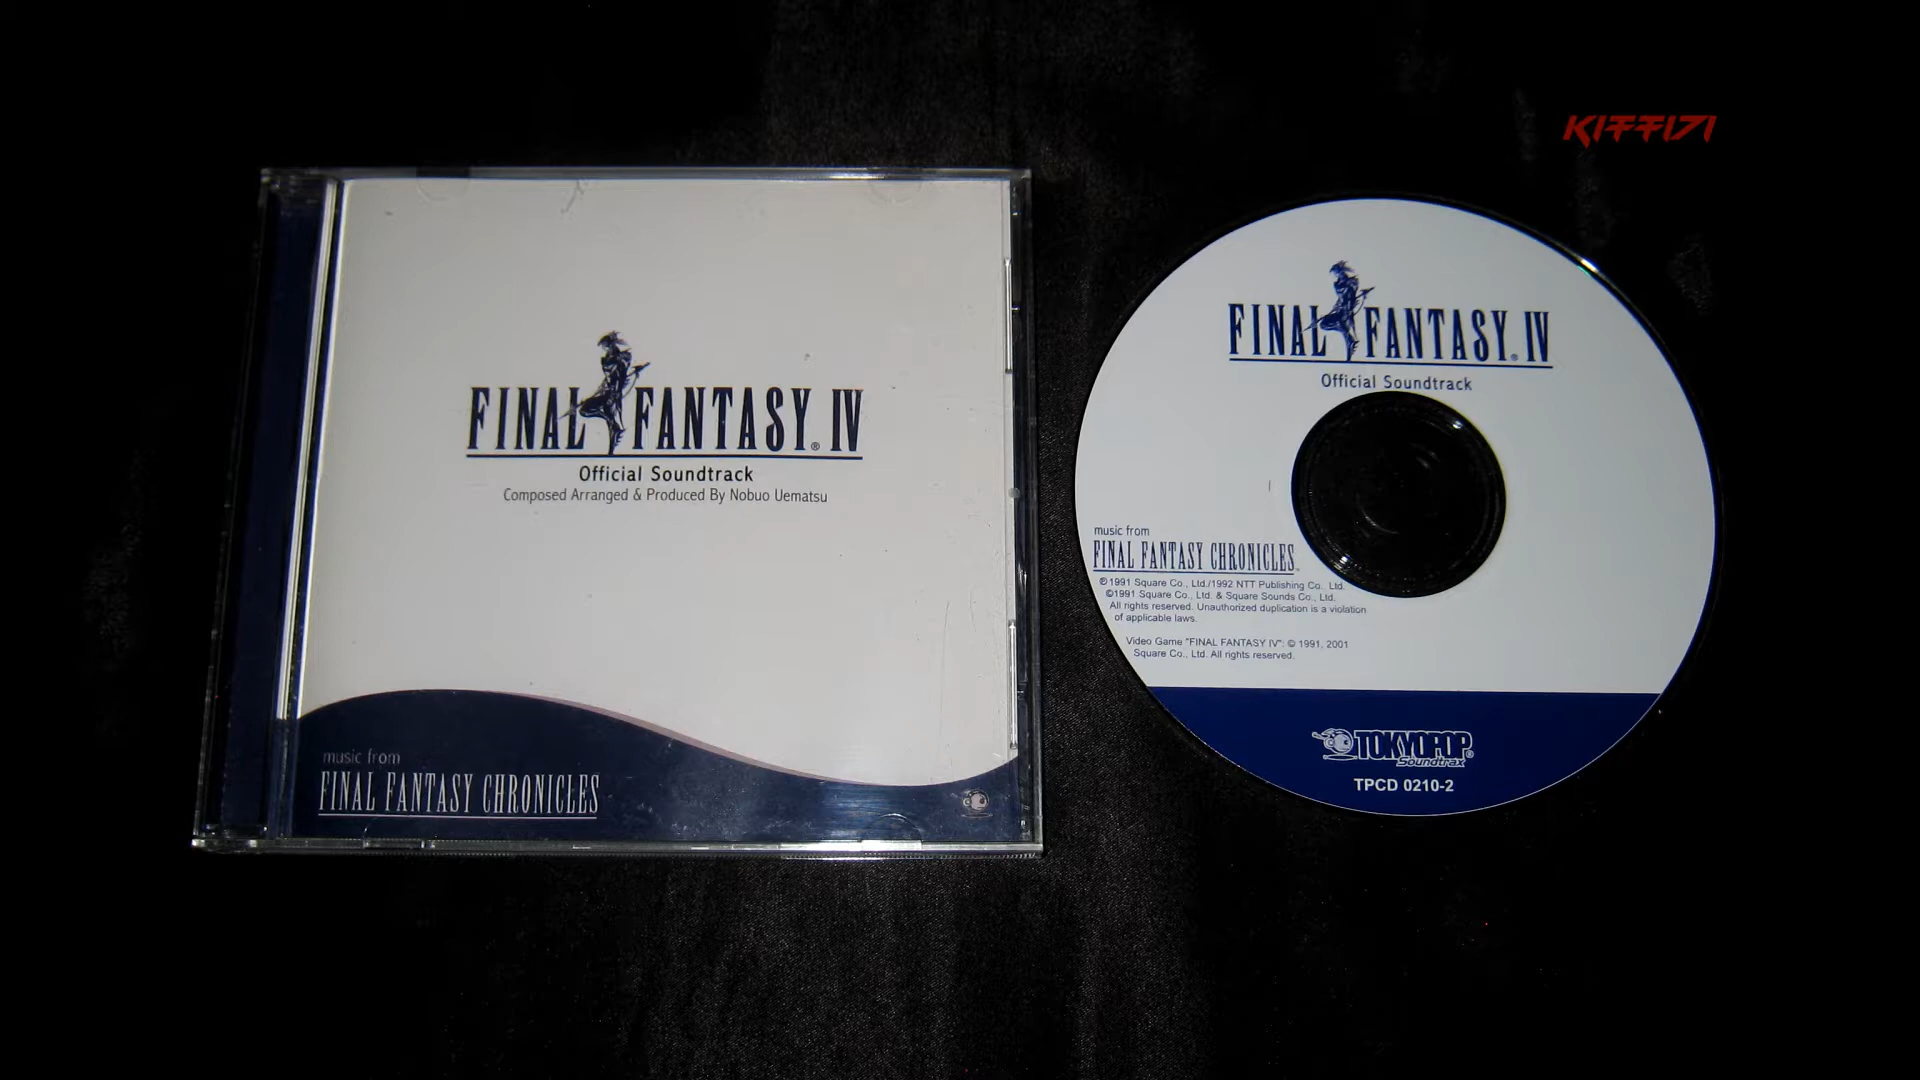 KIFFI71
FINAL FANTASY® IV
Official Soundtrack
Composed Arranged & Produced By Nobuo Uematsu
music from
FINAL FANTASY CHRONICLES
FINAL FANTASY® IV
Official Soundtrack
music from
FINAL FANTASY CHRONICLES™
℗1991 Square Co., Ltd./1992 NTT Publishing Co., Ltd.
©1991 Square Co., Ltd. & Square Sounds Co., Ltd.
All rights reserved. Unauthorized duplication is a violation
of applicable laws.
Video Game "FINAL FANTASY IV": © 1991, 2001
Square Co., Ltd. All rights reserved.
TOKYOPOP®
Soundtrax
TPCD 0210-2